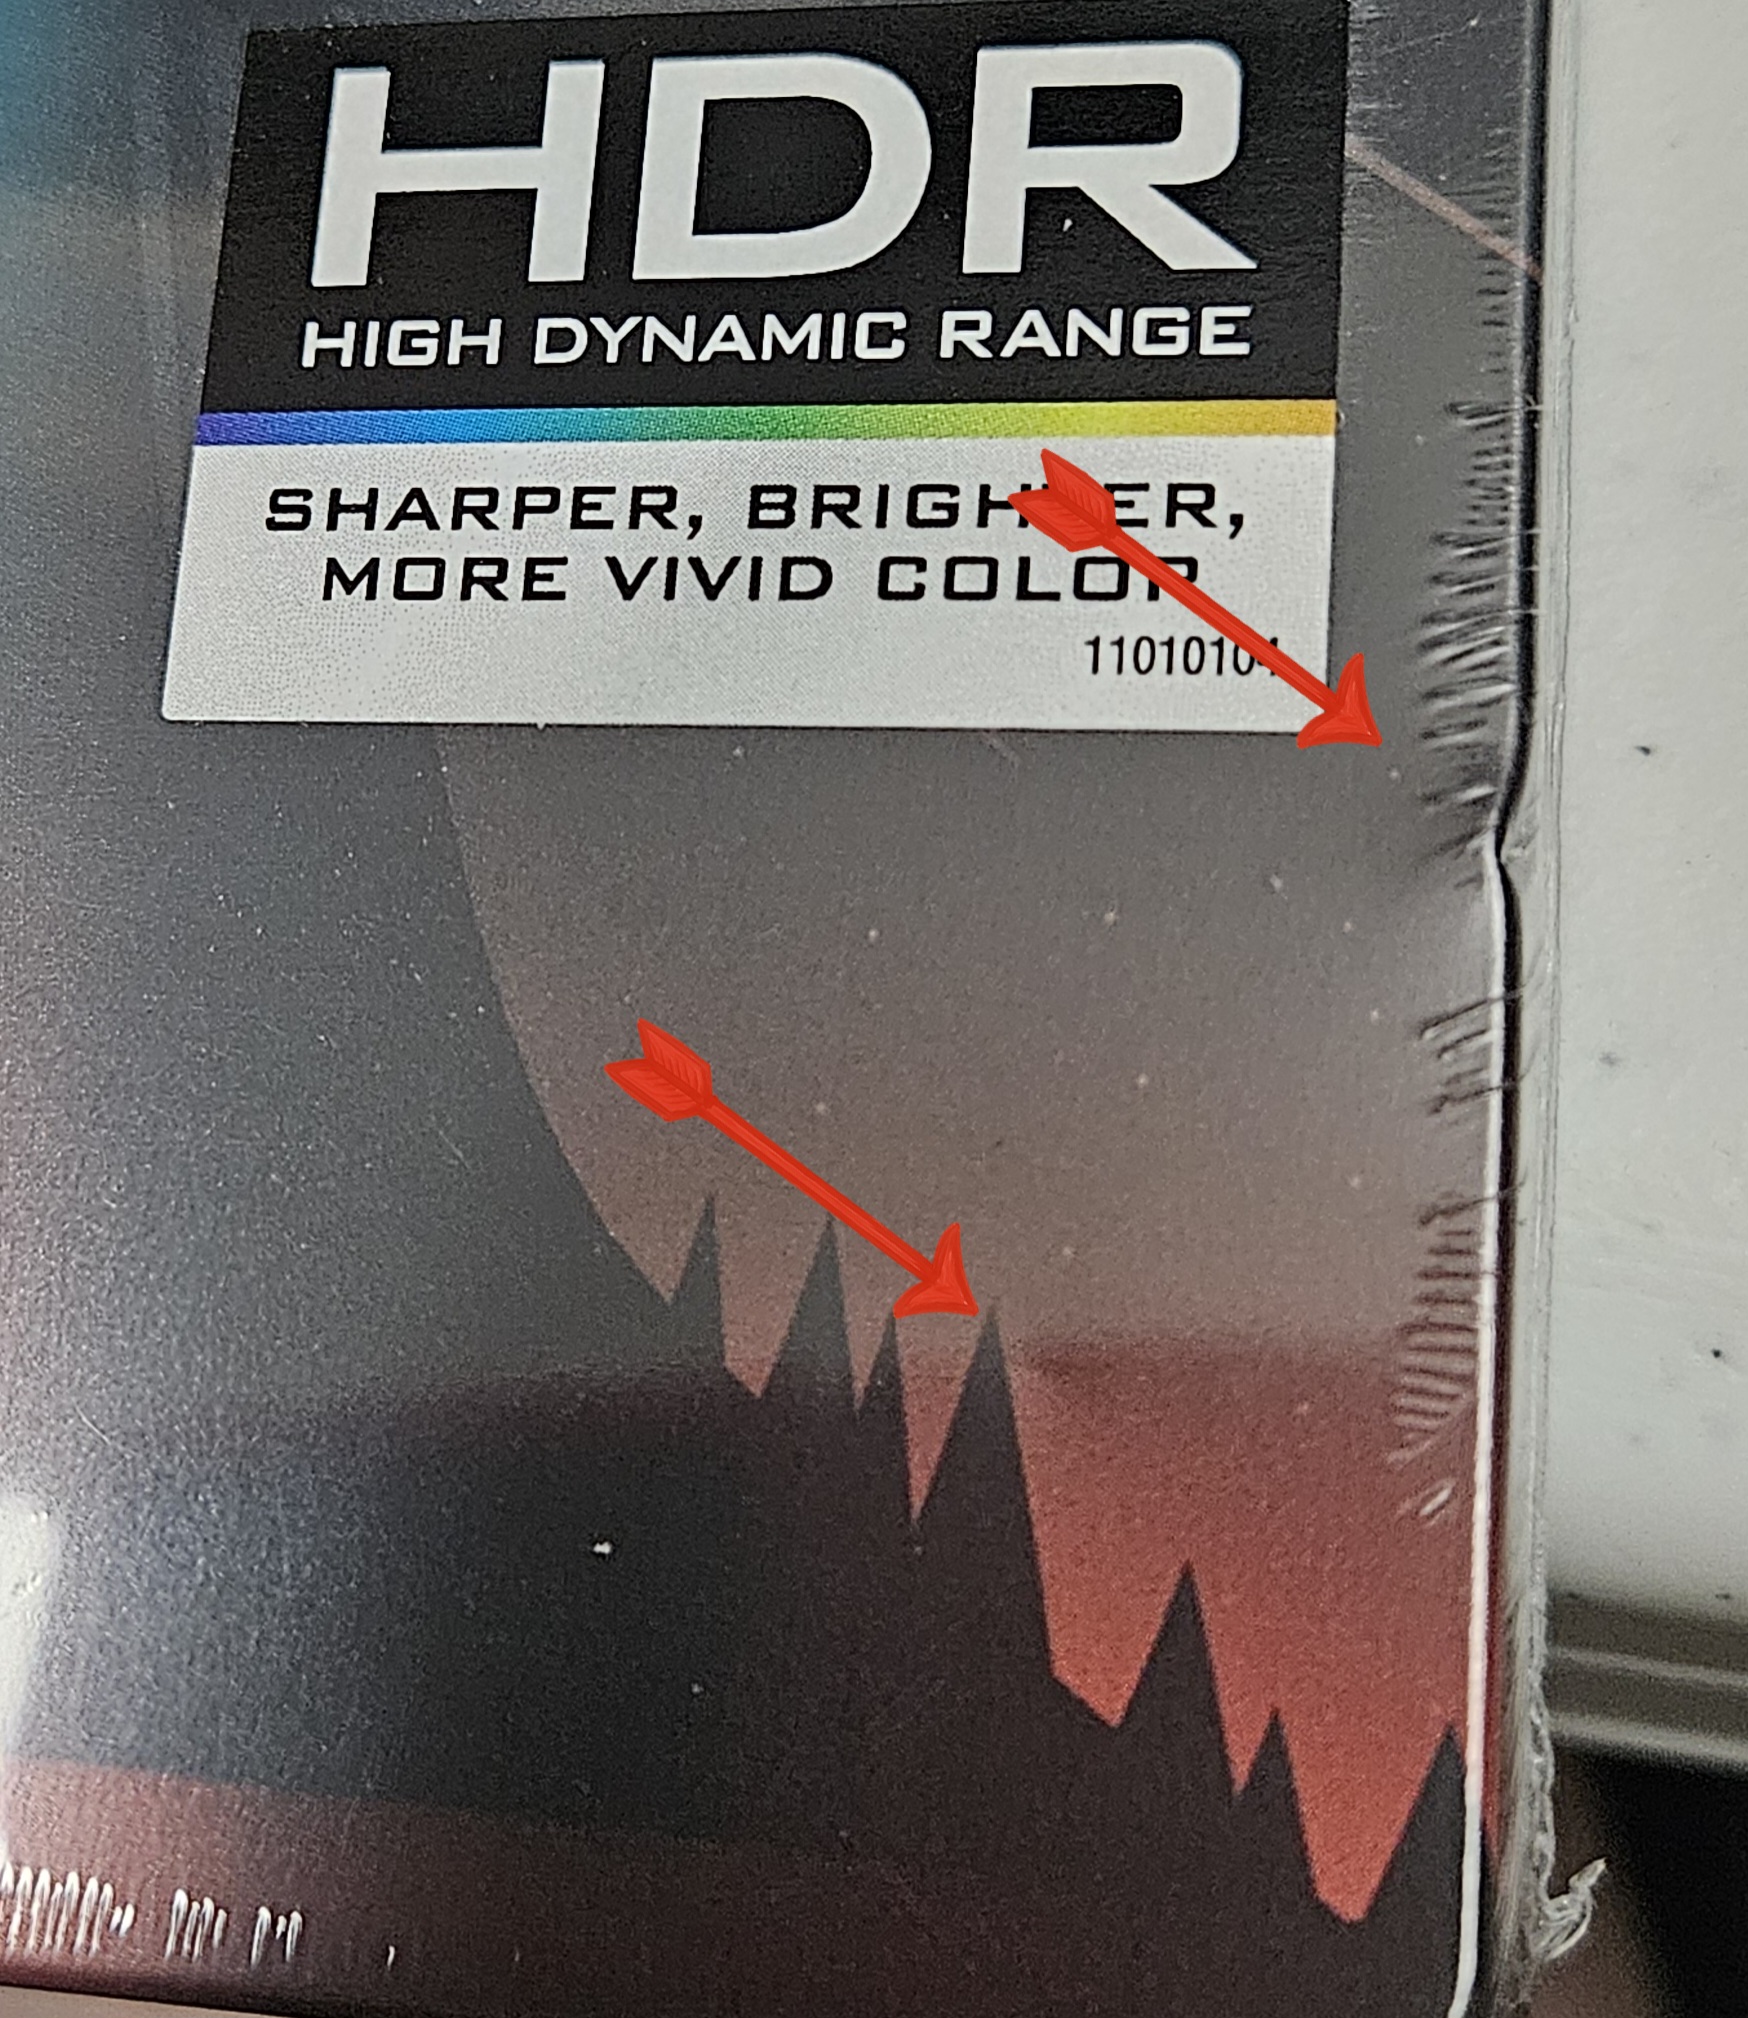 HDR
HIGH DYNAMIC RANGE
SHARPER, BRIGHTER,
MORE VIVID COLOR